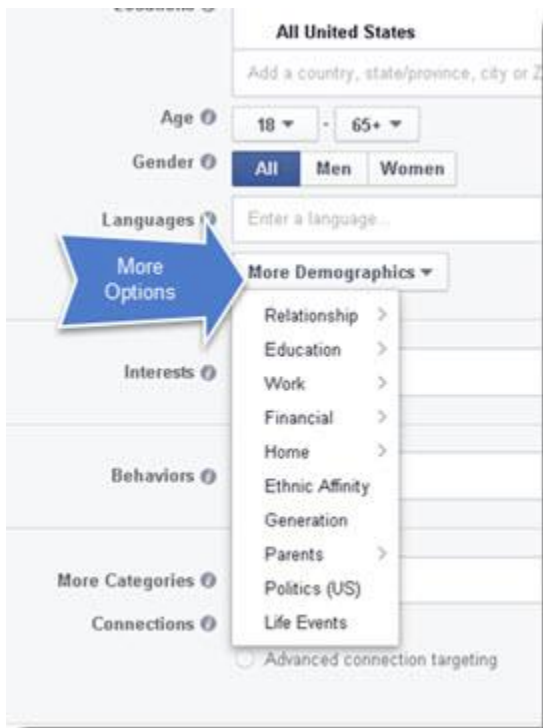 All United States
Add a country, state/province, city or Z
Age
18 - 65+
Gender
All Men Women
Languages
Enter a language...
More Options
More Demographics
Relationship
Education
Interests
Work
Financial
Home
Behaviors
Ethnic Affinity
Generation
Parents
More Categories
Politics (US)
Connections
Life Events
Advanced connection targeting